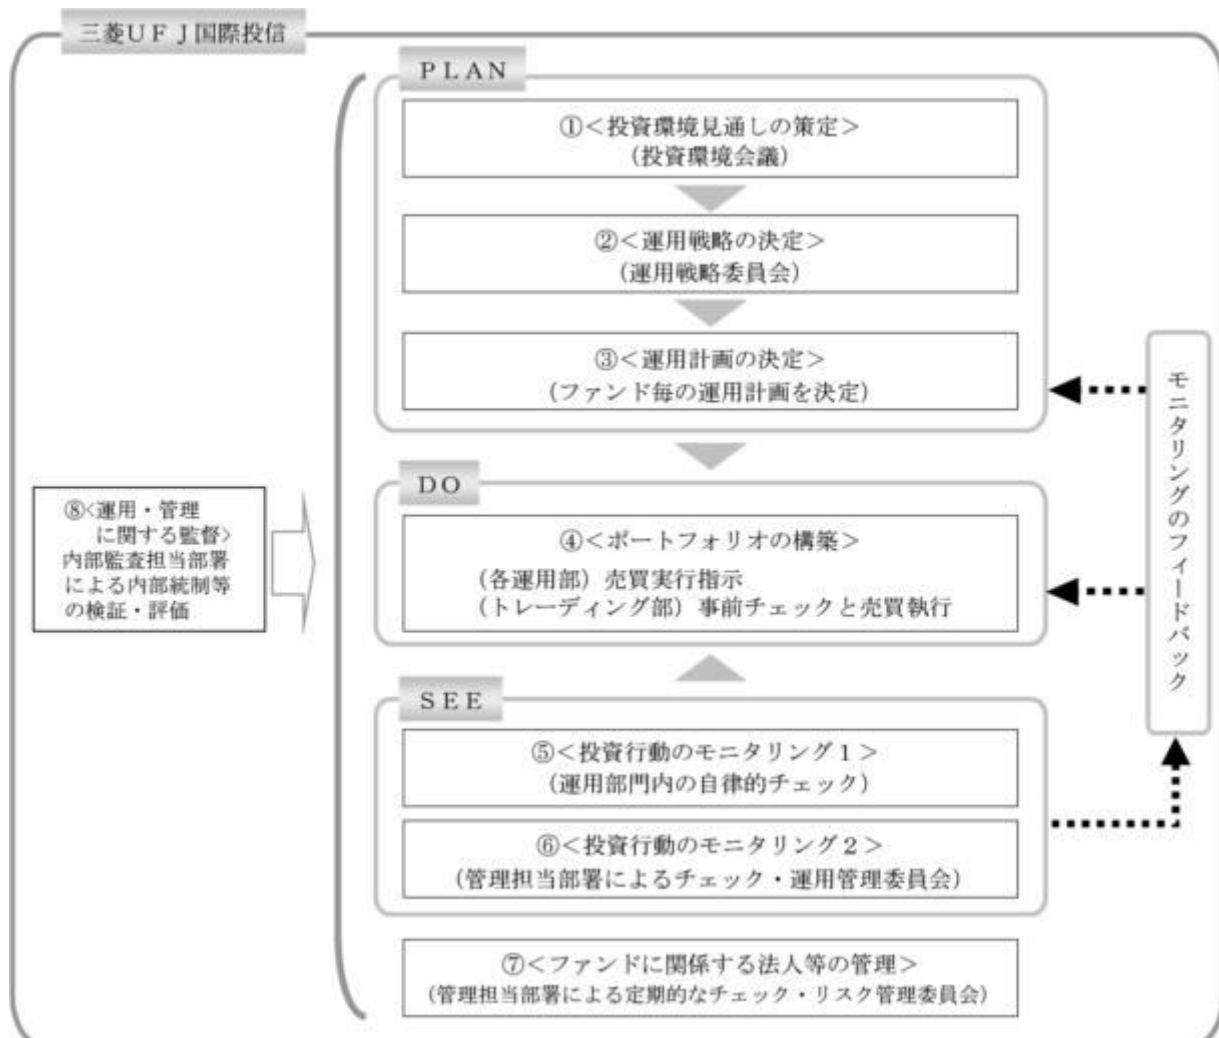 三菱ＵＦＪ国際投信
ＰＬＡＮ
①＜投資環境見通しの策定＞
（投資環境会議）
②＜運用戦略の決定＞
（運用戦略委員会）
③＜運用計画の決定＞
（ファンド毎の運用計画を決定）
ＤＯ
④＜ポートフォリオの構築＞
（各運用部）売買実行指示
（トレーディング部）事前チェックと売買執行
ＳＥＥ
⑤＜投資行動のモニタリング１＞
（運用部門内の自律的チェック）
⑥＜投資行動のモニタリング２＞
（管理担当部署によるチェック・運用管理委員会）
⑦＜ファンドに関係する法人等の管理＞
（管理担当部署による定期的なチェック・リスク管理委員会）
⑧<運用・管理
に関する監督>
内部監査担当部署
による内部統制等
の検証・評価
モニタリングのフィードバック